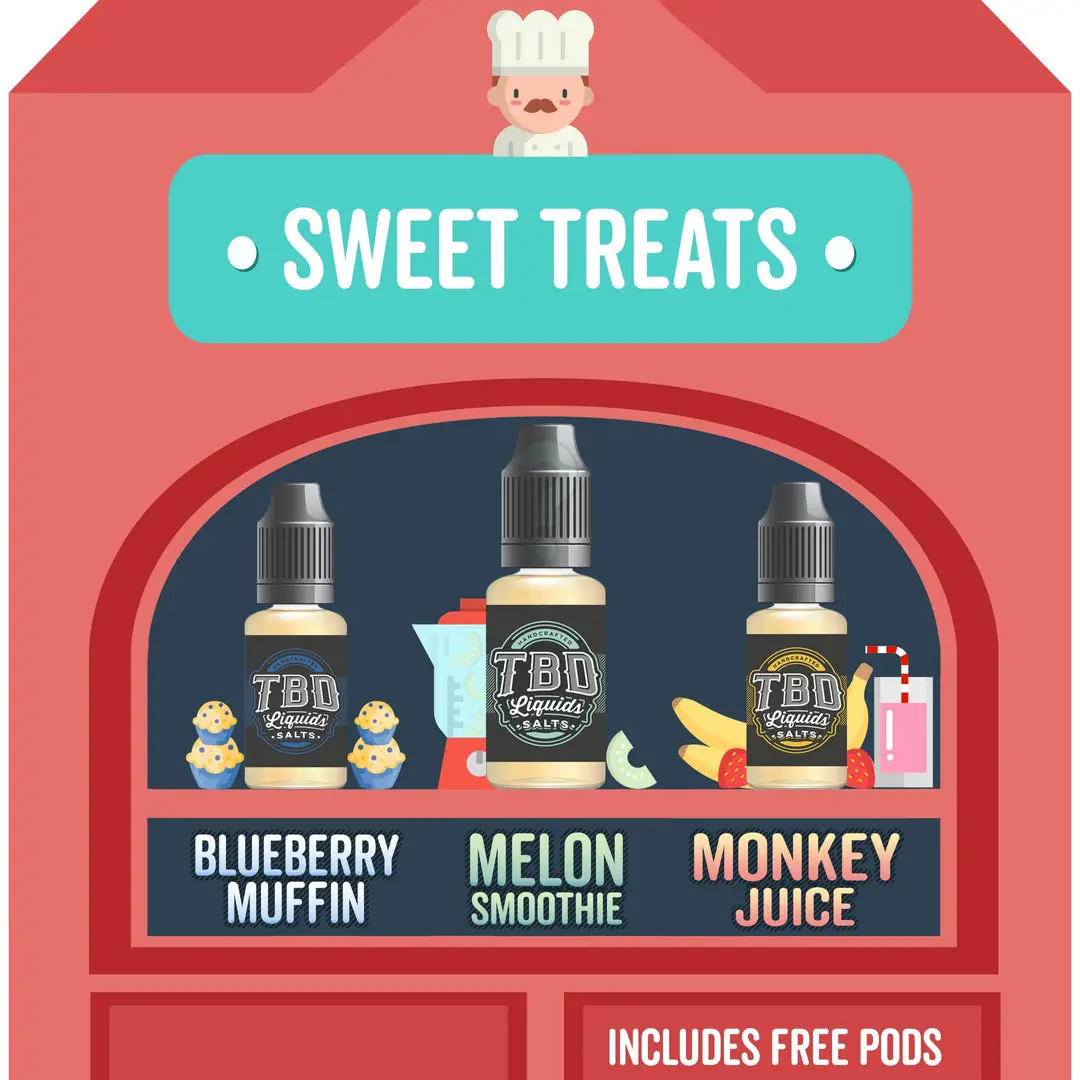 SWEET TREATS
HANDCRAFTED
TBD
Liquids
SALTS
HANDCRAFTED
TBD
Liquids
SALTS
HANDCRAFTED
TBD
Liquids
SALTS
BLUEBERRY
MUFFIN
MELON
SMOOTHIE
MONKEY
JUICE
INCLUDES FREE PODS